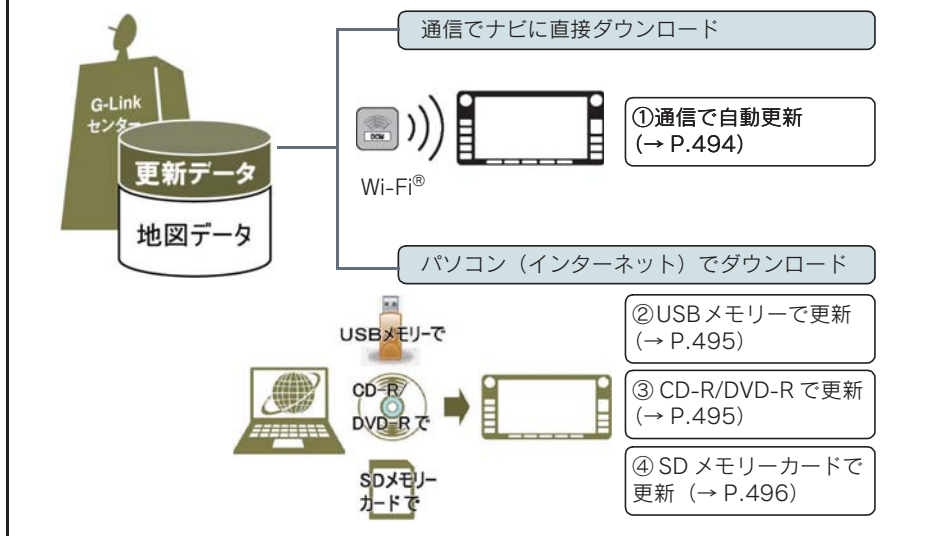 通信でナビに直接ダウンロード
G-Link
センター
更新データ
地図データ
DCM
Wi-Fi®
①通信で自動更新
(→ P.494)
パソコン（インターネット）でダウンロード
USBメモリーで
CD-R/
DVD-Rで
SDメモリー
カードで
②USBメモリーで更新
(→ P.495)
③ CD-R/DVD-R で更新
(→ P.495)
④ SD メモリーカードで
更新（→ P.496）